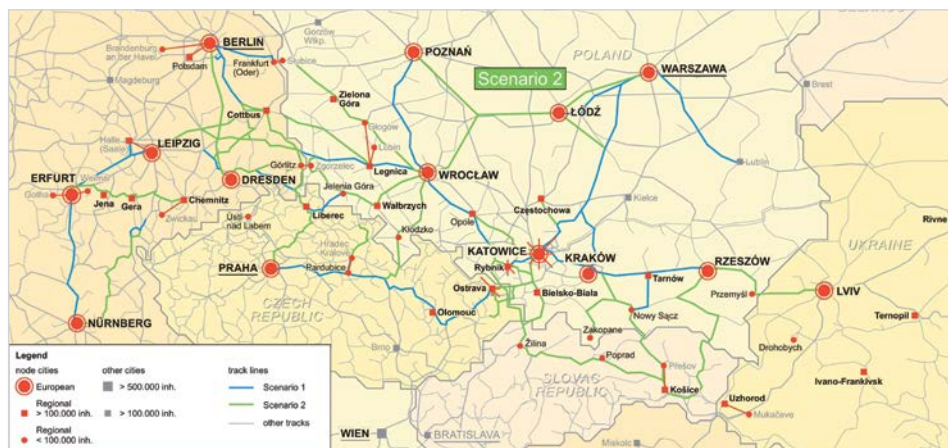 BELARUS
Gorzów
Wlkp.
BERLIN
POZNAŃ
POLAND
Brandenburg
an der Havel
Potsdam
Frankfurt
(Oder)
Słubice
Scenario 2
WARSZAWA
Magdeburg
Brest
Zielona
Góra
ŁÓDŹ
Cottbus
Głogów
Halle
(Saale)
LEIPZIG
Lubin
Lublin
Görlitz
Zgorzelec
Legnica
WROCŁAW
ERFURT
Weimar
DRESDEN
Gotha
Jena
Gera
Chemnitz
Jelenia Góra
Wałbrzych
Częstochowa
Kielce
Zwickau
Ústí
nad Labem
Liberec
Opole
Rivne
Kłodzko
Hradec
Králové
KATOWICE
UKRAINE
PRAHA
Pardubice
Rybnik
KRAKÓW
RZESZÓW
Tarnów
Ostrava
Bielsko-Biała
Przemyśl
LVIV
CZECH
REPUBLIC
Olomouc
Nowy Sącz
Ternopil
NÜRNBERG
Zakopane
Brno
Žilina
Poprad
Prešov
Drohobych
Ivano-Frankivsk
SLOVAC
REPUBLIC
Košice
Uzhorod
Mukačeve
WIEN
BRATISLAVA
Miskolc
Legend
node cities
other cities
track lines
European
> 500.000 inh.
Scenario 1
Regional
> 100.000 inh.
> 100.000 inh.
Scenario 2
other tracks
Regional
< 100.000 inh.